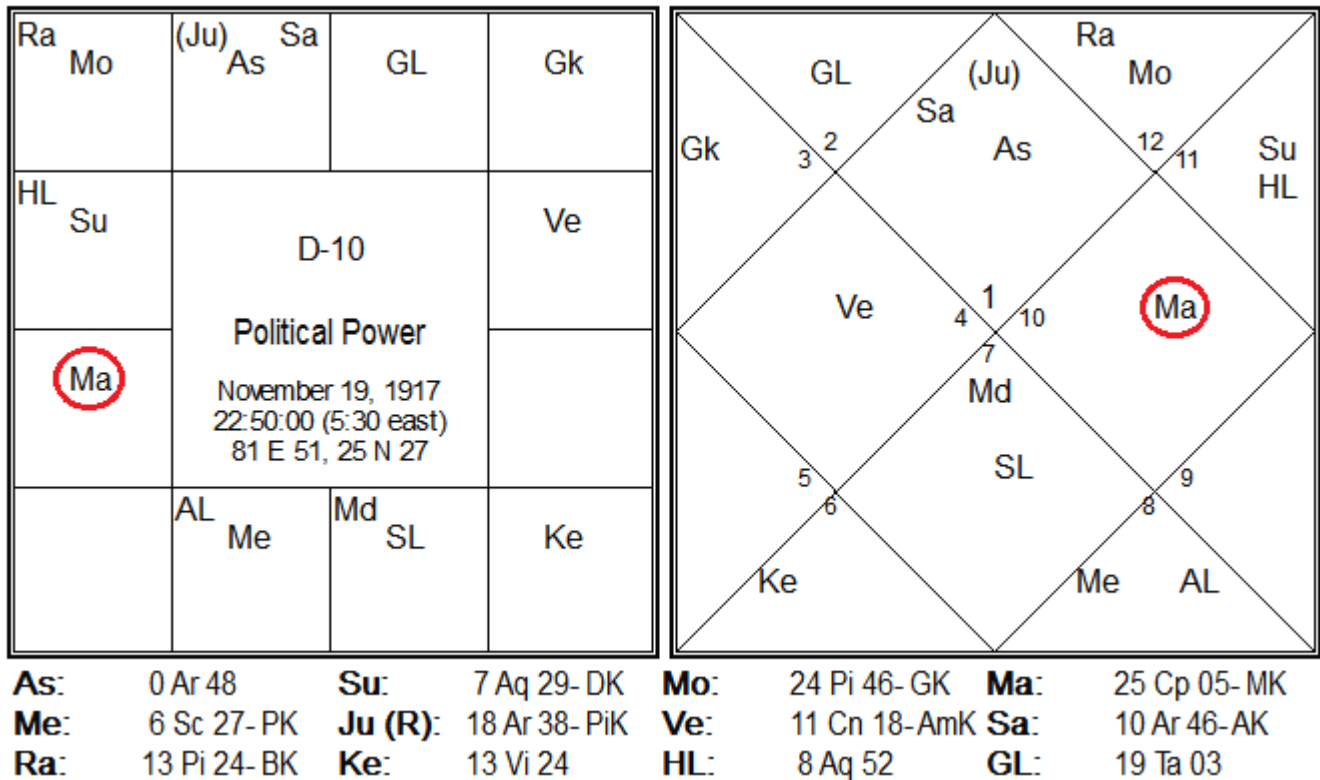 Ra
Mo
(Ju) Sa
As
GL
Gk
HL
Su
D-10
Political Power
November 19, 1917
22:50:00 (5:30 east)
81 E 51, 25 N 27
Ve
Ma
AL
Me
Md
SL
Ke
GL
(Ju)
Sa
As
Ra
Mo
Gk
3
2
12
11
Su
HL
Ve
4
1
10
7
Ma
Md
SL
5
6
9
8
Ke
Me AL
As: 0 Ar 48 Su: 7 Aq 29- DK Mo: 24 Pi 46- GK Ma: 25 Cp 05- MK
Me: 6 Sc 27- PK Ju (R): 18 Ar 38- PiK Ve: 11 Cn 18- AmK Sa: 10 Ar 46- AK
Ra: 13 Pi 24- BK Ke: 13 Vi 24 HL: 8 Aq 52 GL: 19 Ta 03